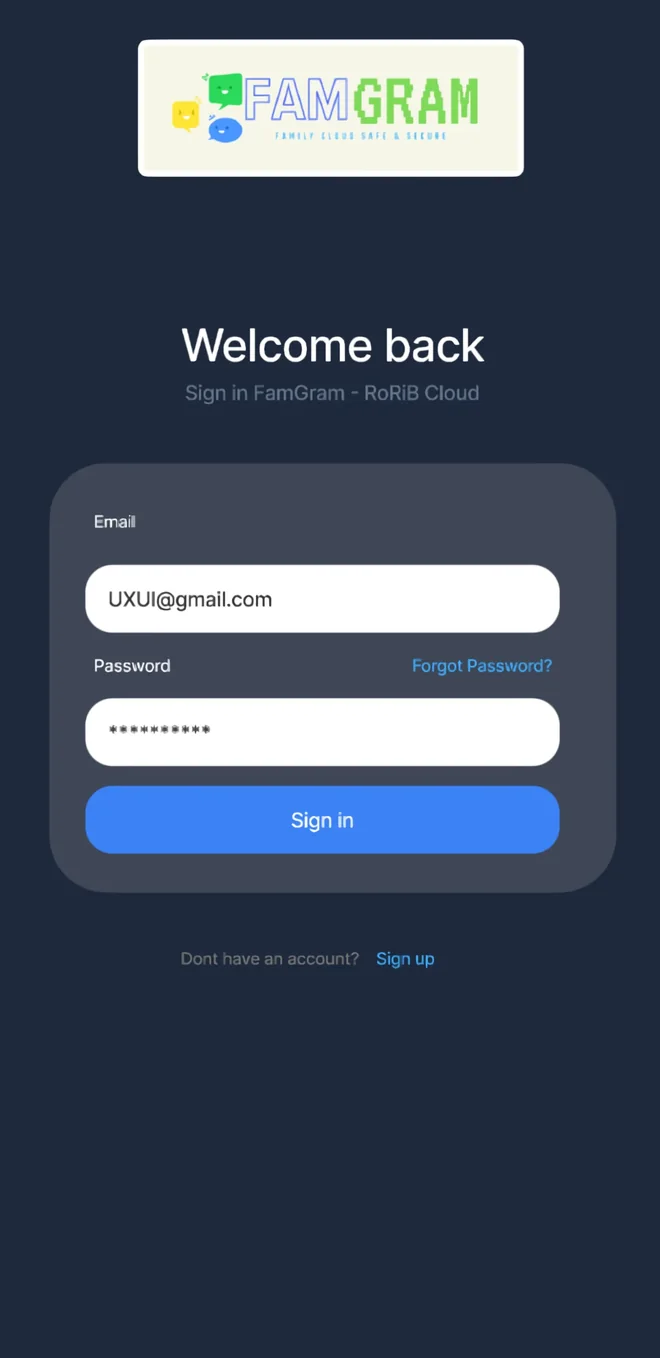 FAMGRAM
FAMILY CLOUD SAFE & SECURE
Welcome back
Sign in FamGram - RoRiB Cloud
Email
UXUI@gmail.com
Password Forgot Password?
**********
Sign in
Dont have an account? Sign up